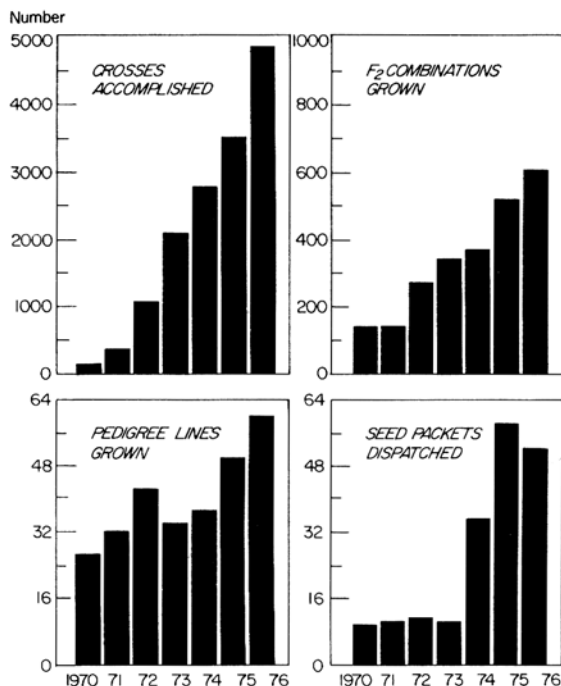 Number
5000
4000
3000
2000
1000
0
CROSSES
ACCOMPLISHED
1000
800
600
400
200
0
F₂ COMBINATIONS
GROWN
64
48
32
16
0
PEDIGREE LINES
GROWN
1970 71 72 73 74 75 76
64
48
32
16
0
SEED PACKETS
DISPATCHED
1970 71 72 73 74 75 76